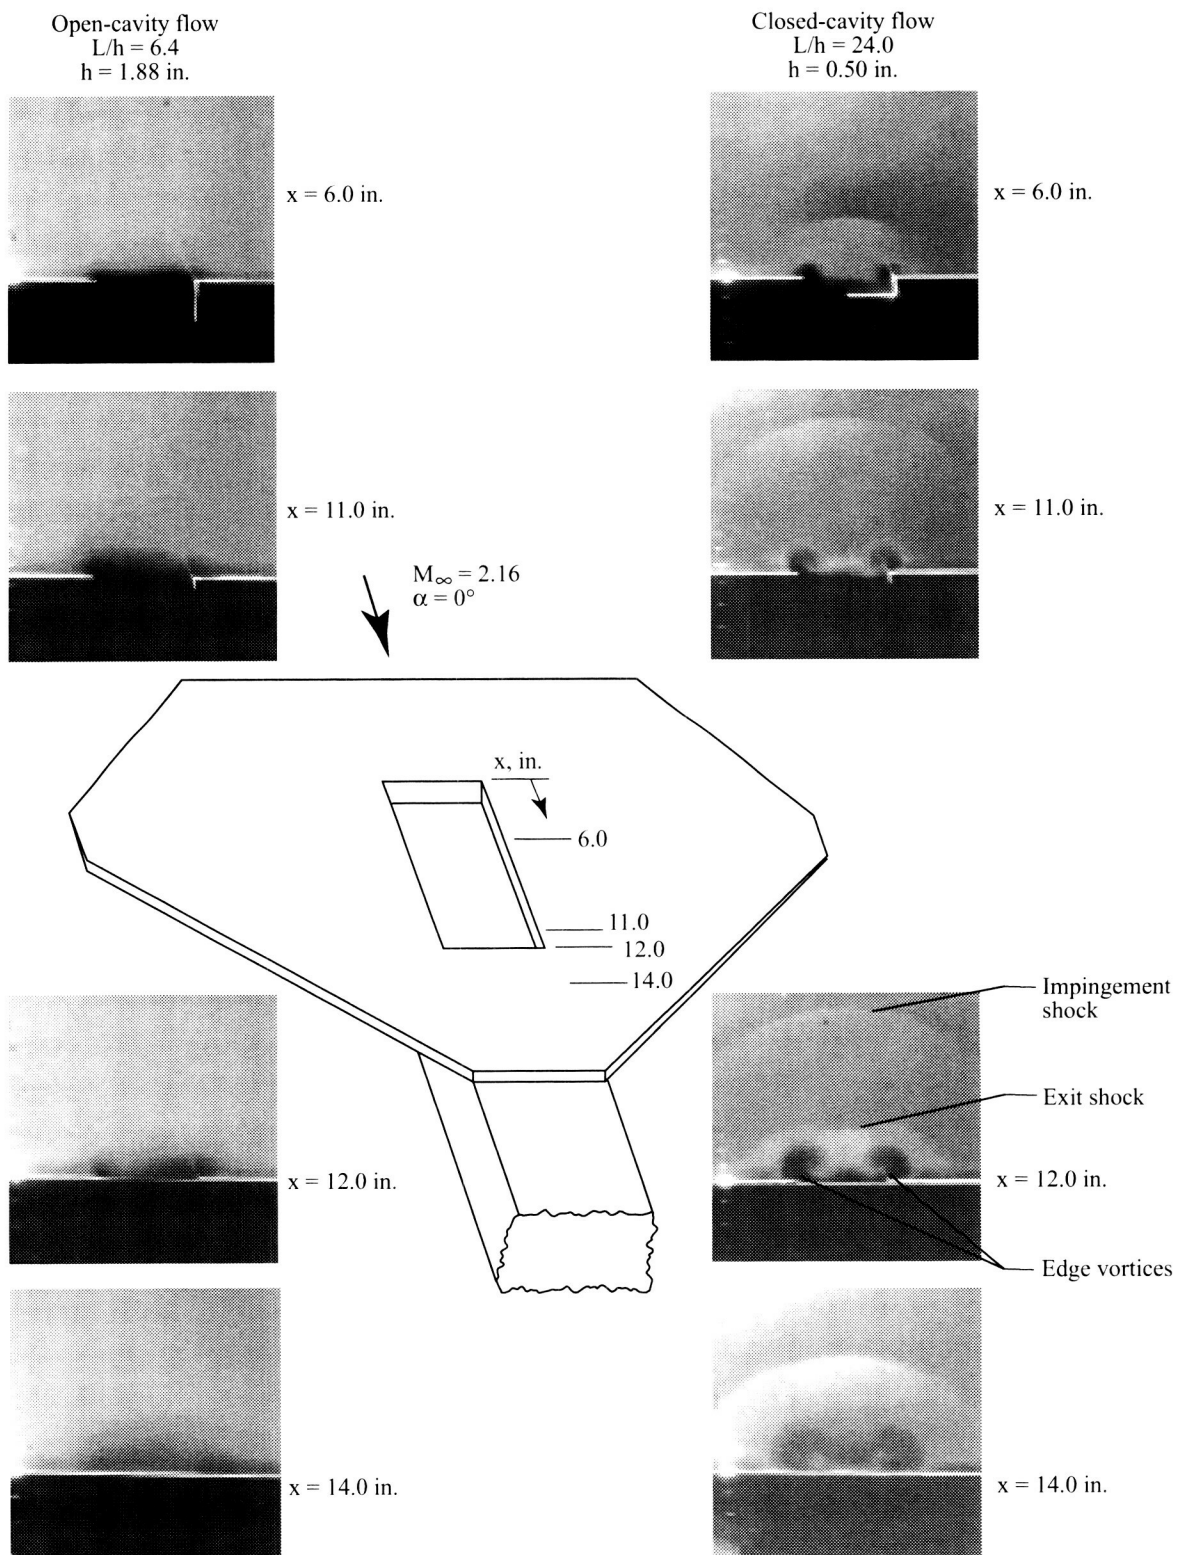 Open-cavity flow
L/h = 6.4
h = 1.88 in.
Closed-cavity flow
L/h = 24.0
h = 0.50 in.
x = 6.0 in.
x = 6.0 in.
x = 11.0 in.
x = 11.0 in.
M∞ = 2.16
α = 0°
x, in.
6.0
11.0
12.0
14.0
Impingement
shock
Exit shock
x = 12.0 in.
x = 12.0 in.
Edge vortices
x = 14.0 in.
x = 14.0 in.